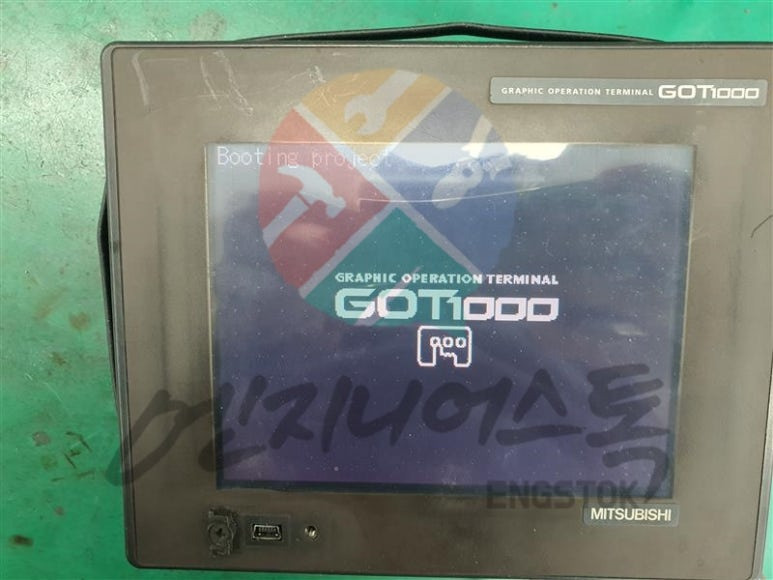 GRAPHIC OPERATION TERMINAL GOT1000
Booting project
GRAPHIC OPERATION TERMINAL
GOT1000
엔지니어스톡
ENGSTOK
MITSUBISHI